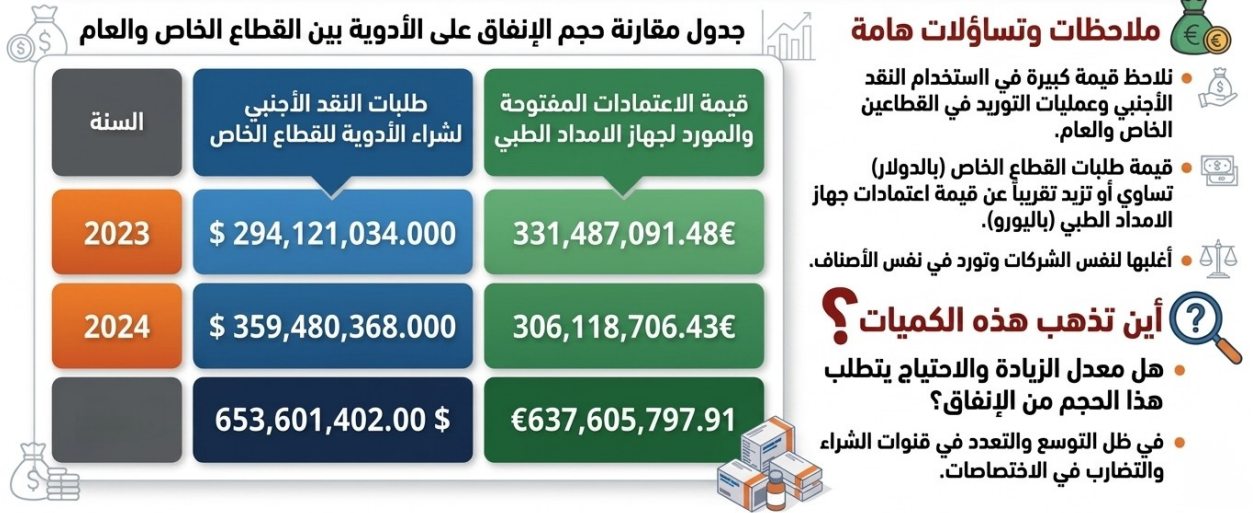 جدول مقارنة حجم الإنفاق على الأدوية بين القطاع الخاص والعام
السنة
طلبات النقد الأجنبي
لشراء الأدوية للقطاع الخاص
قيمة الاعتمادات المفتوحة
والمورد لجهاز الامداد الطبي
2023
$ 294,121,034.000
331,487,091.48€
2024
$ 359,480,368.000
306,118,706.43€
653,601,402.00 $
€637,605,797.91
ملاحظات وتساؤلات هامة
نلاحظ قيمة كبيرة في ااستخدام النقد
الأجنبي وعمليات التوريد في القطاعين
الخاص والعام.
قيمة طلبات القطاع الخاص (بالدولار)
تساوي أو تزيد تقريباً عن قيمة اعتمادات جهاز
الامداد الطبي (باليورو).
أغلبها لنفس الشركات وتورد في نفس الأصناف.
أين تذهب هذه الكميات؟
هل معدل الزيادة والاحتياج يتطلب
هذا الحجم من الإنفاق؟
في ظل التوسع والتعدد في قنوات الشراء
والتضارب في الاختصاصات.